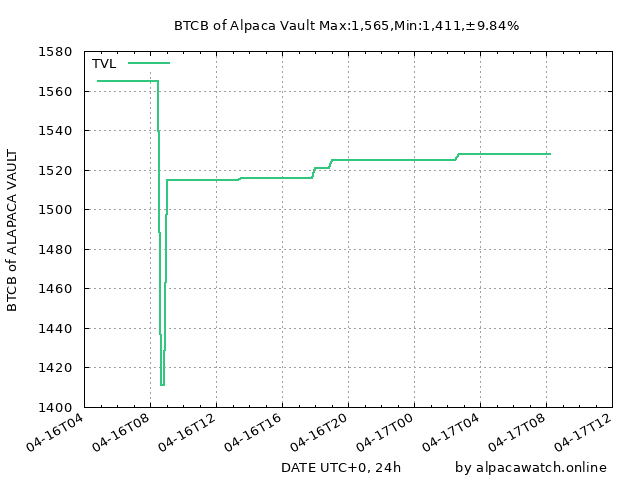 BTCB of Alpaca Vault Max:1,565,Min:1,411,±9.84%
TVL
1580
1560
1540
1520
1500
1480
1460
1440
1420
1400
BTCB of ALAPACA VAULT
04-16T04
04-16T08
04-16T12
04-16T16
04-16T20
04-17T00
04-17T04
04-17T08
04-17T12
DATE UTC+0, 24h
by alpacawatch.online